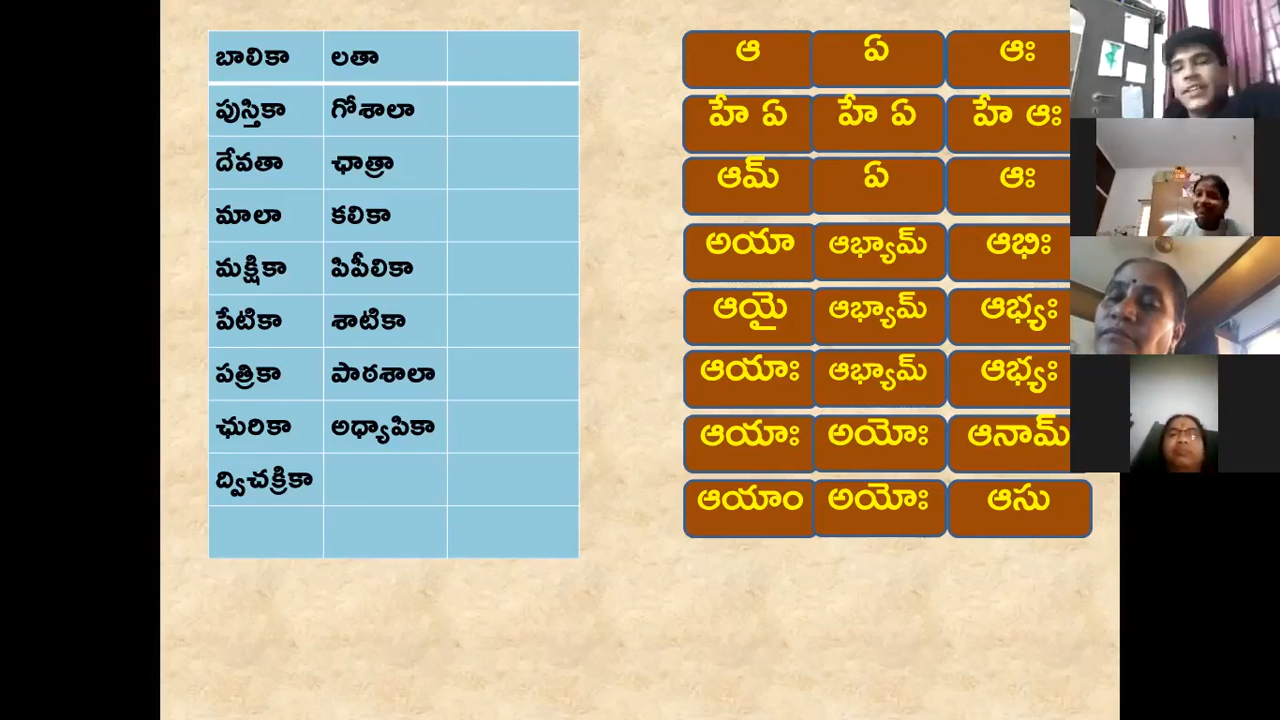 బాలికా లతా
పుస్తికా గోశాలా
దేవతా ఛాత్రా
మాలా కలికా
మక్షికా పిపీలికా
పేటికా శాటికా
పత్రికా పాఠశాలా
ఛురికా అధ్యాపికా
ద్విచక్రికా
ఆ ఏ ఆః
హే ఏ హే ఏ హే ఆః
ఆమ్ ఏ ఆః
అయా ఆభ్యామ్ ఆభిః
ఆయై ఆభ్యామ్ ఆభ్యః
ఆయాః ఆభ్యామ్ ఆభ్యః
ఆయాః అయోః ఆనామ్
ఆయాం అయోః ఆసు